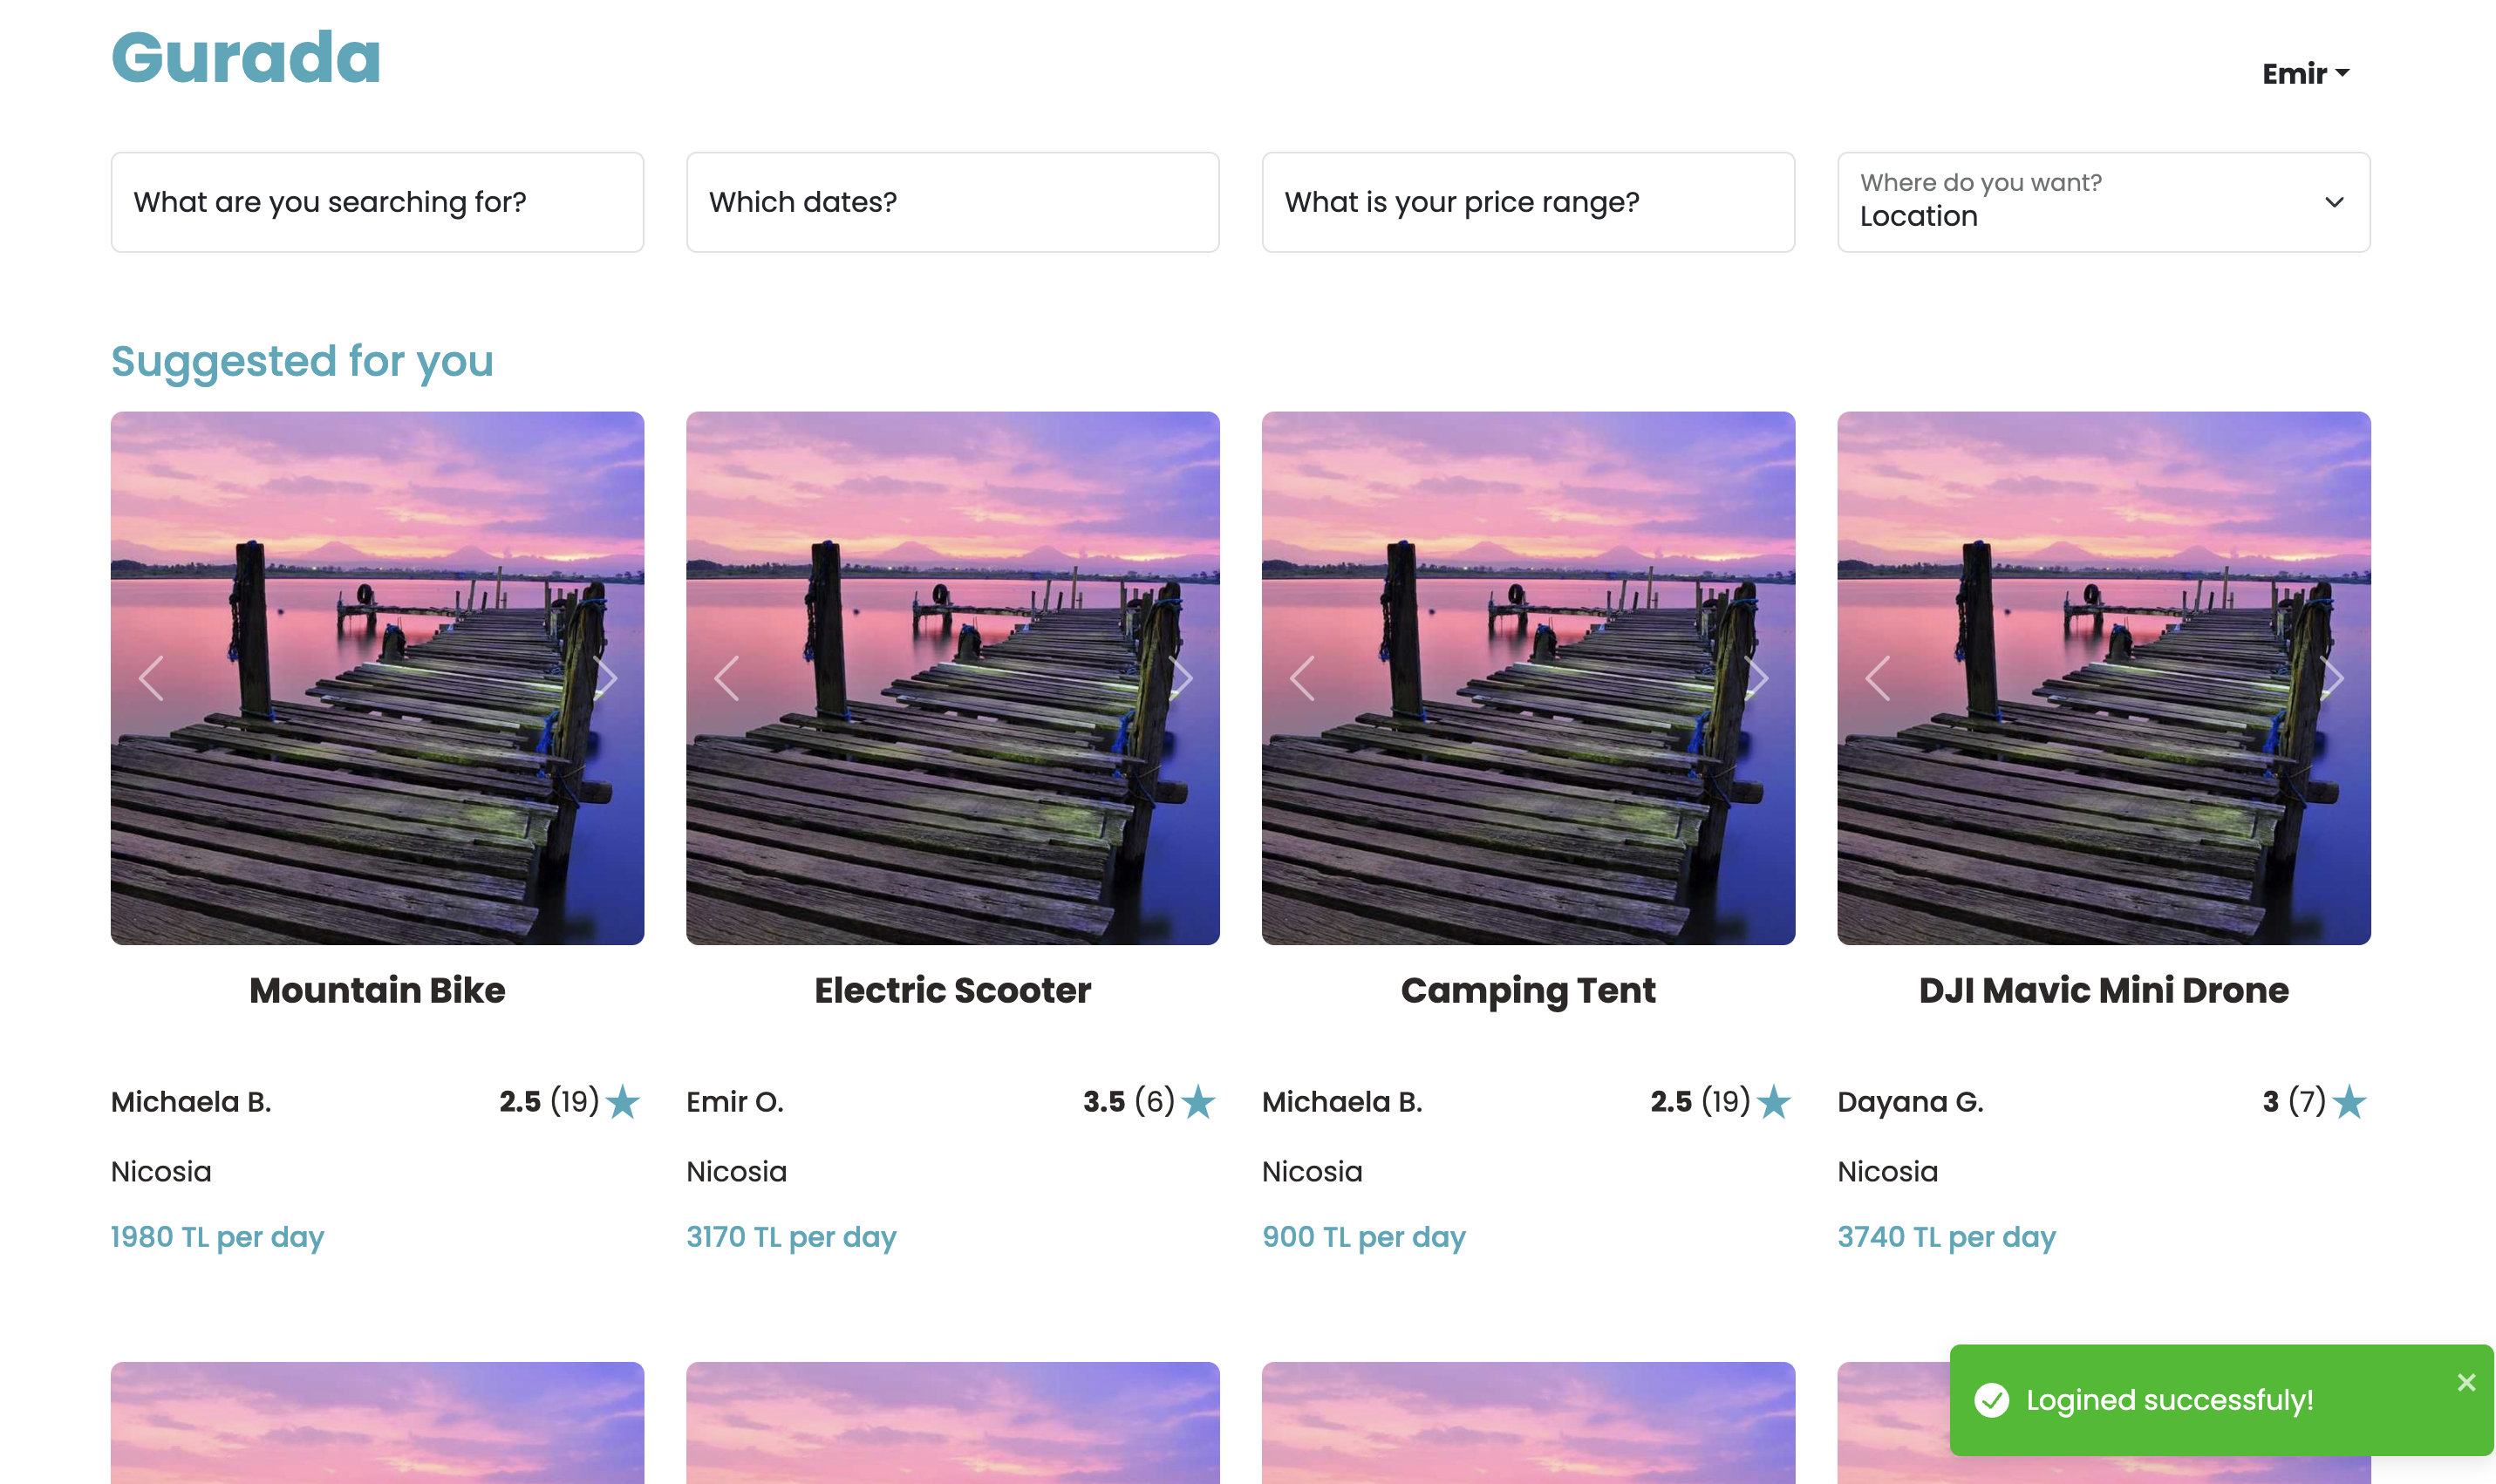 Gurada
Emir
What are you searching for?
Which dates?
What is your price range?
Where do you want?
Location
Suggested for you
Mountain Bike
Michaela B.
2.5 (19)
Nicosia
1980 TL per day
Electric Scooter
Emir O.
3.5 (6)
Nicosia
3170 TL per day
Camping Tent
Michaela B.
2.5 (19)
Nicosia
900 TL per day
DJI Mavic Mini Drone
Dayana G.
3 (7)
Nicosia
3740 TL per day
Logined successfuly!